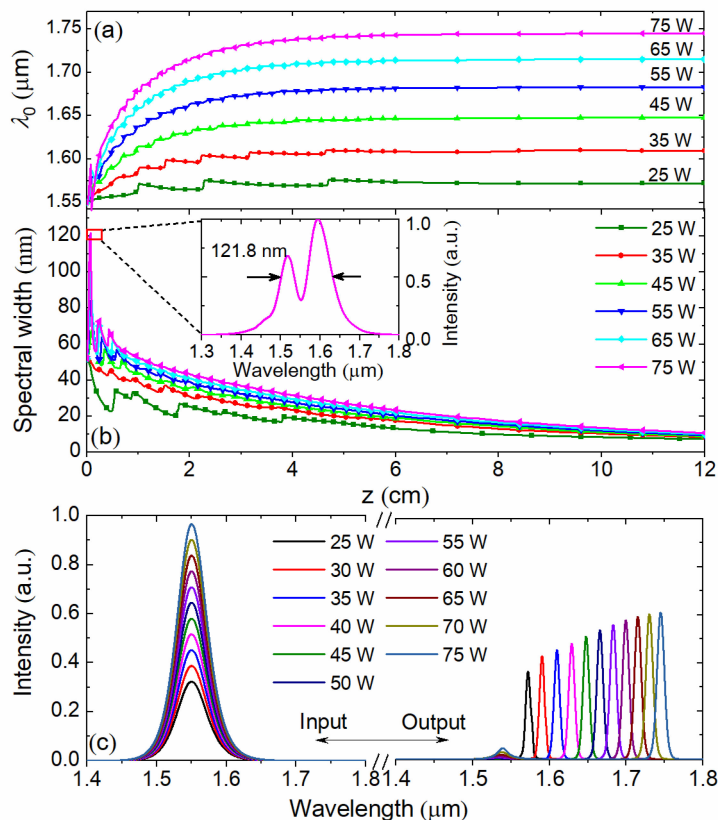 (a)
λ0 (μm)
1.75
1.70
1.65
1.60
1.55
75 W
65 W
55 W
45 W
35 W
25 W
(b)
Spectral width (nm)
120
100
80
60
40
20
0
121.8 nm
1.0
0.5
0.0
Intensity (a.u.)
1.3 1.4 1.5 1.6 1.7 1.8
Wavelength (μm)
25 W
35 W
45 W
55 W
65 W
75 W
0 2 4 6 8 10 12
z (cm)
(c)
Intensity (a.u.)
1.0
0.8
0.6
0.4
0.2
0.0
25 W 55 W
30 W 60 W
35 W 65 W
40 W 70 W
45 W 75 W
50 W
Input Output
1.4 1.5 1.6 1.7 1.8 1.4 1.5 1.6 1.7 1.8
Wavelength (μm)